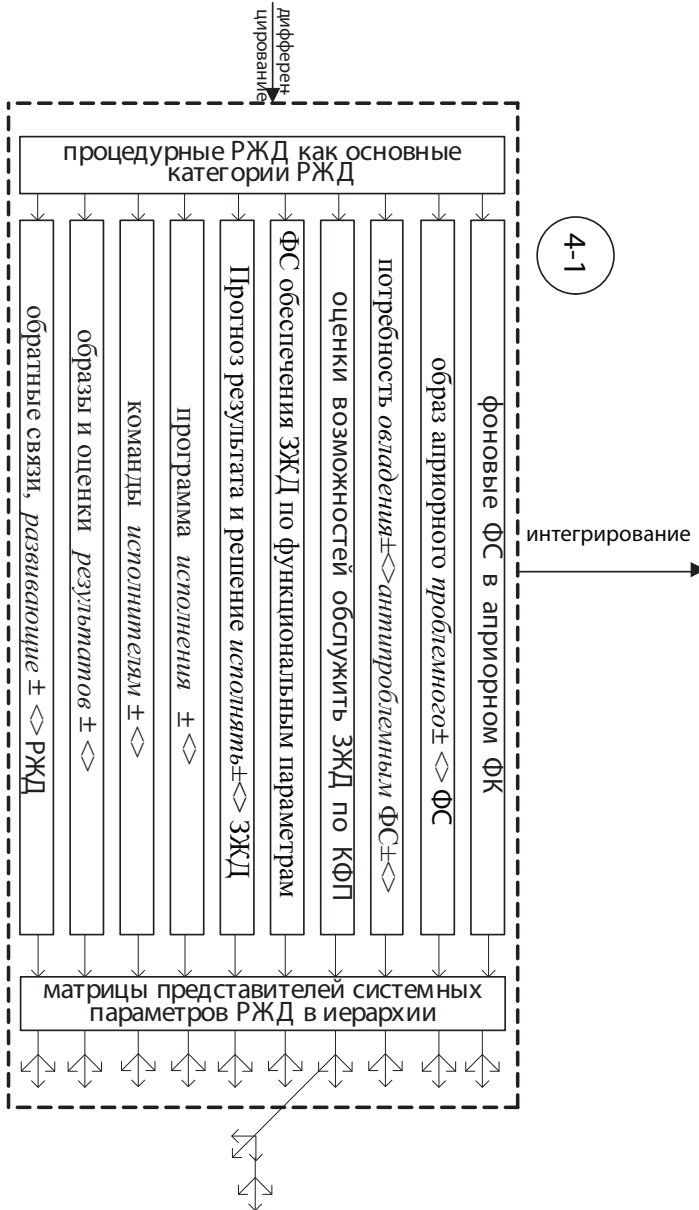 дифферен-
цирование
процедурные РЖД как основные
категории РЖД
4-1
фоновые ФС в априорном ФК
образ априорного проблемного± <> ФС
потребность овладения±<>антипроблемным ФС±<>
оценки возможностей обслужить ЗЖД по КФП
ФС обеспечения ЗЖД по функциональным параметрам
Прогноз результата и решение исполнять±<> ЗЖД
программа исполнения ± <>
команды исполнителям ± <>
образы и оценки результатов ± <>
обратные связи, развивающие ± <> РЖД
интегрирование
матрицы представителей системных
параметров РЖД в иерархии